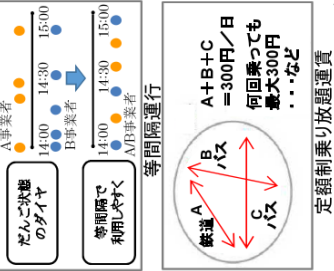 A事業者
だんご状態
のダイヤ
14:00 14:30 15:00
B事業者
等間隔で
利用しやすく
14:00 14:30 15:00
A/B事業者
等間隔運行
鉄道A
B
バス
C
バス
A+B+C
=300円/日
何回乗っても
最大300円
・・・など
定額制乗り放題運賃